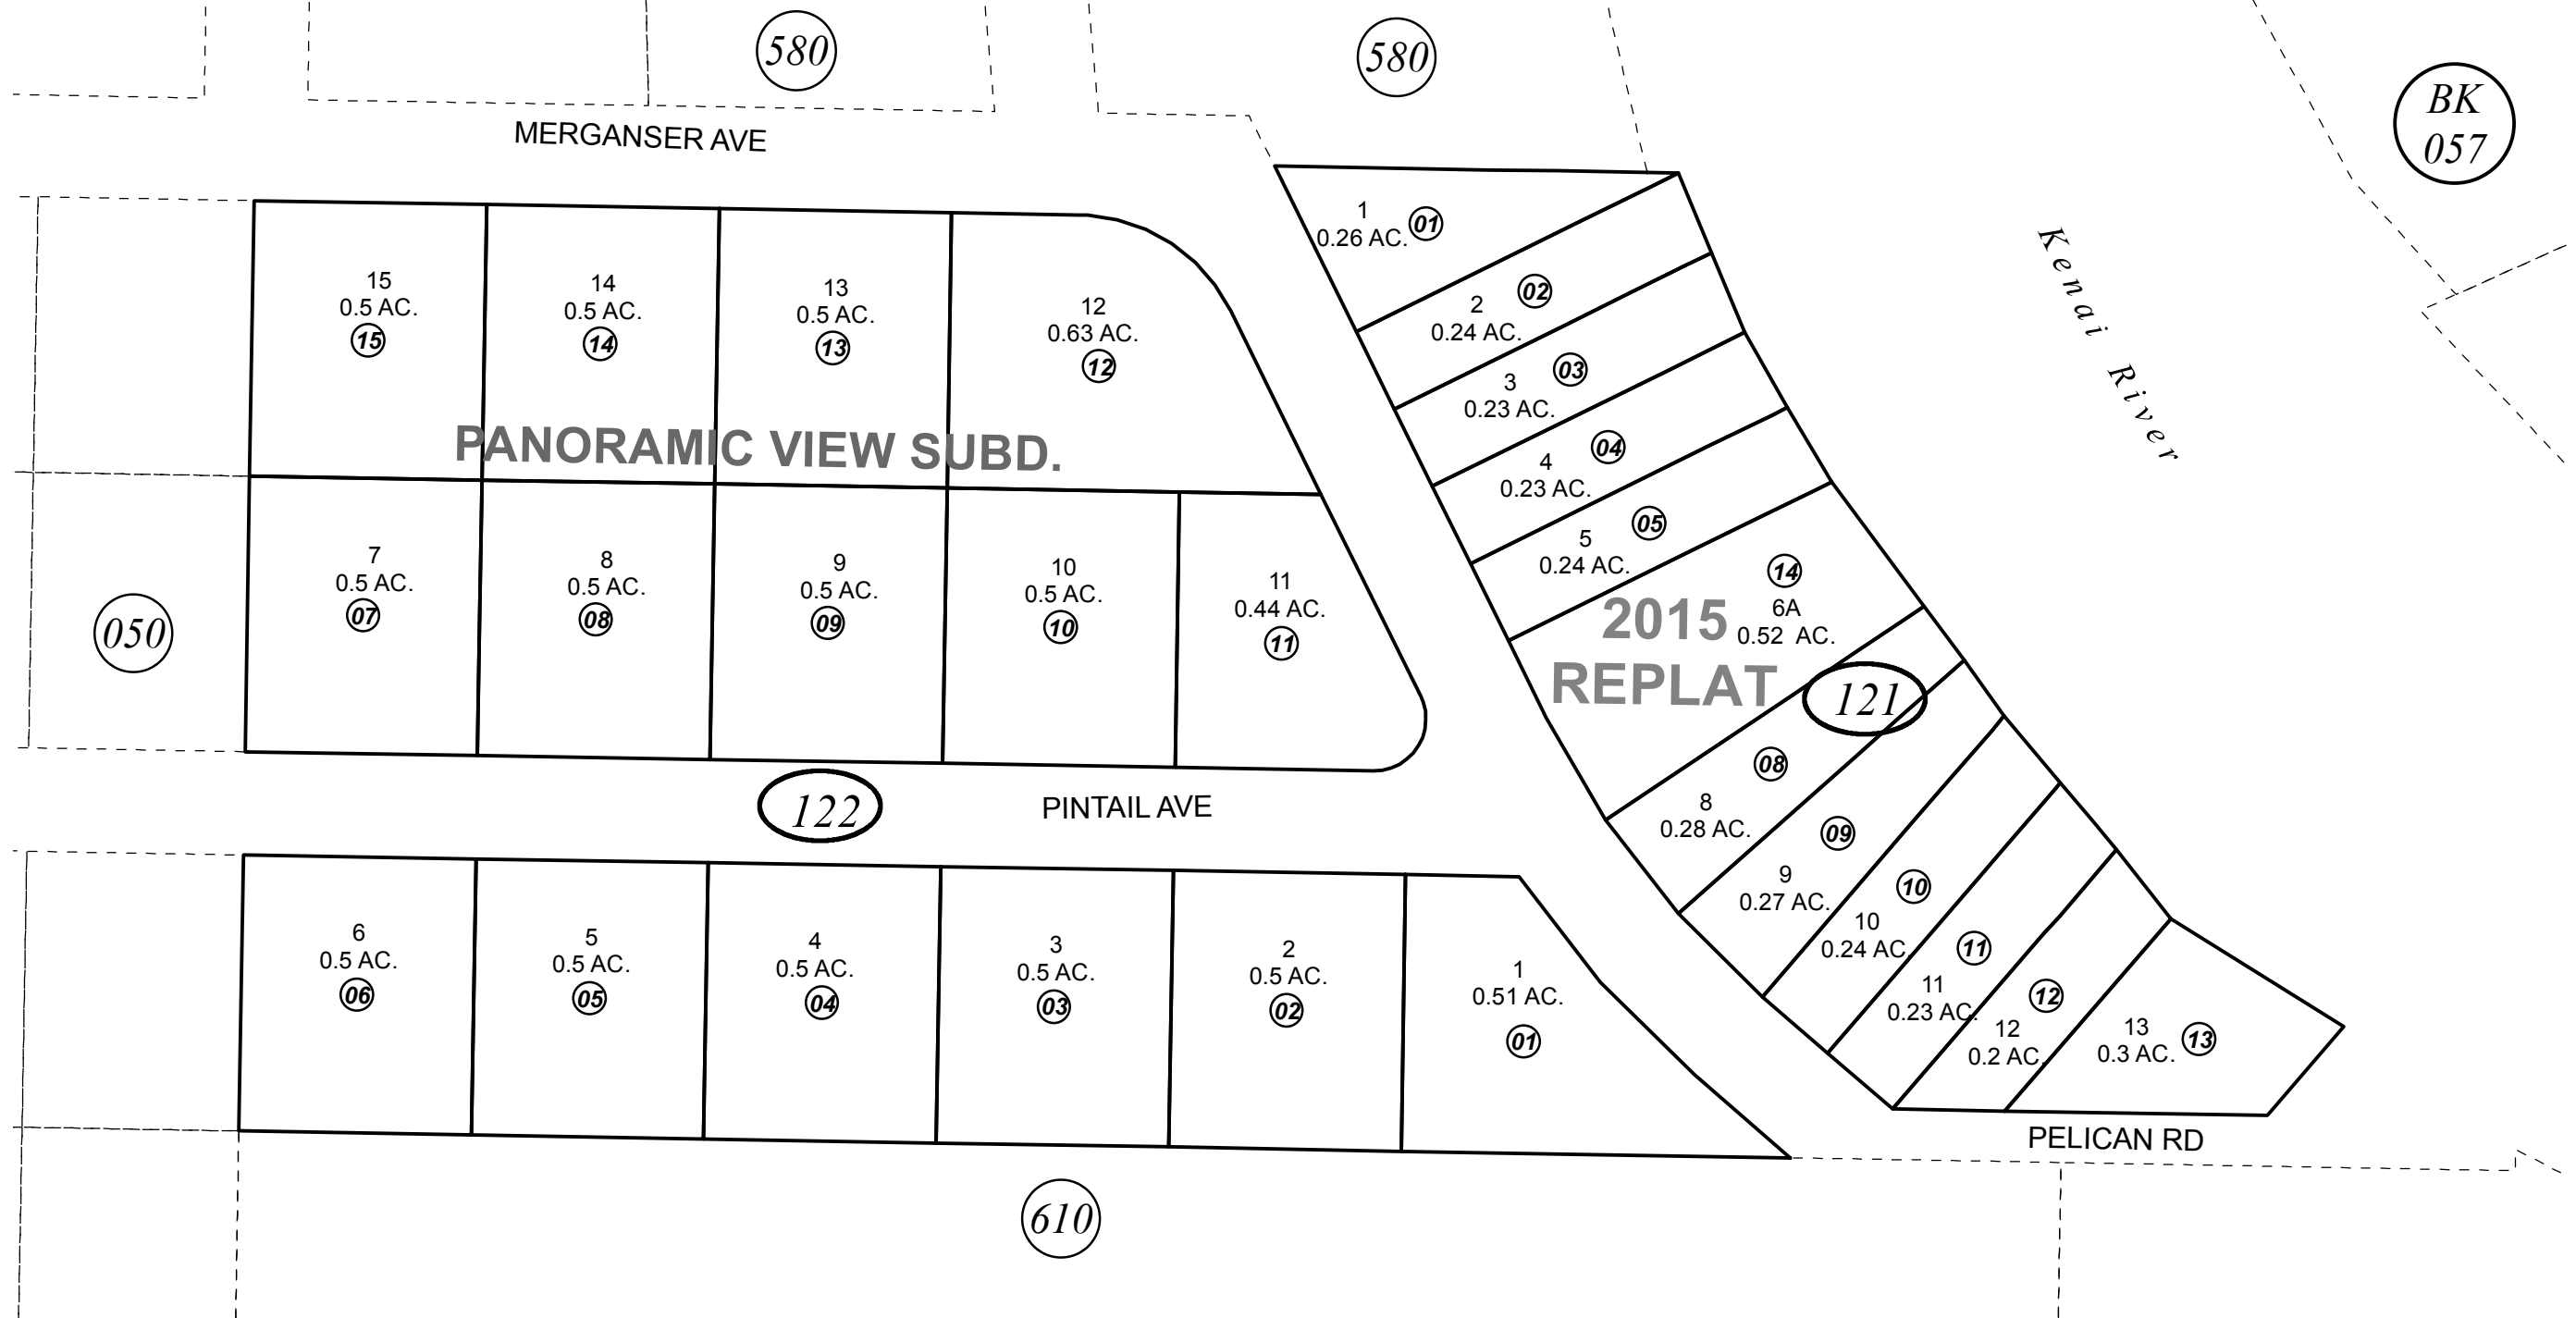 580
580
BK
057
MERGANSER AVE
1
0.26 AC.
01
2
0.24 AC.
02
3
0.23 AC.
03
4
0.23 AC.
04
5
0.24 AC.
05
Kenai River
15
0.5 AC.
15
14
0.5 AC.
14
13
0.5 AC.
13
12
0.63 AC.
12
PANORAMIC VIEW SUBD.
7
0.5 AC.
07
8
0.5 AC.
08
9
0.5 AC.
09
10
0.5 AC.
10
11
0.44 AC.
11
050
14
6A
0.52 AC.
2015
REPLAT
121
08
8
0.28 AC.
09
9
0.27 AC.
10
10
0.24 AC.
11
11
0.23 AC.
12
12
0.2 AC.
13
0.3 AC.
13
122
PINTAIL AVE
6
0.5 AC.
06
5
0.5 AC.
05
4
0.5 AC.
04
3
0.5 AC.
03
2
0.5 AC.
02
1
0.51 AC.
01
PELICAN RD
610